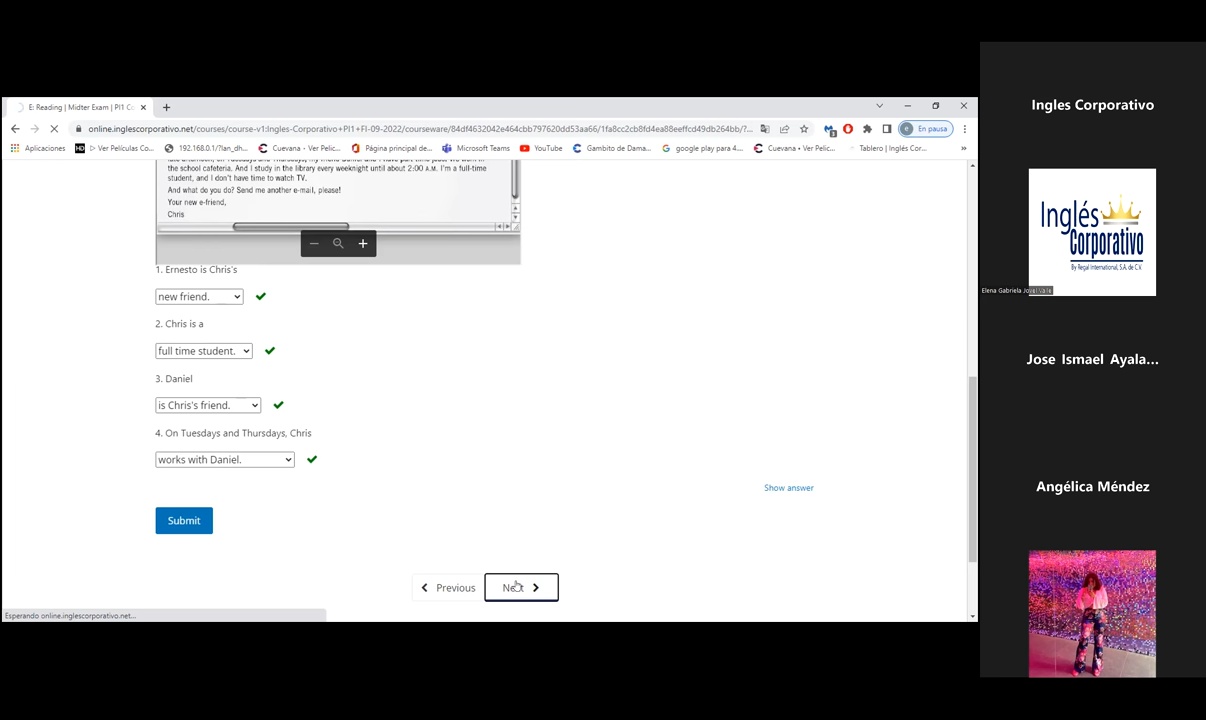 E: Reading | Midter Exam | PI1 Co
online.inglescorporativo.net/courses/course-v1:Ingles-Corporativo+PI1+FI-09-2022/courseware/84df4632042e464cbb797620dd53aa66/1fa8cc2cb8fd4ea88eeffcd49db264bb/?...
En pausa
Aplicaciones
▷ Ver Películas Co...
192.168.0.1/?lan_dh...
Cuevana • Ver Pelic...
Página principal de...
Microsoft Teams
YouTube
Gambito de Dama...
google play para 4....
Cuevana • Ver Pelic...
Tablero | Inglés Cor...
»
the school cafeteria. And I study in the library every weeknight until about 2:00 A.M. I'm a full-time
student, and I don't have time to watch TV.
And what do you do? Send me another e-mail, please!
Your new e-friend,
Chris
1. Ernesto is Chris's
new friend.
2. Chris is a
full time student.
3. Daniel
is Chris's friend.
4. On Tuesdays and Thursdays, Chris
works with Daniel.
Show answer
Submit
Previous
Next
Esperando online.inglescorporativo.net...
Ingles Corporativo
Inglés
Corporativo
By Regal International, S.A. de C.V.
Elena Gabriela Jovel Valle
Jose Ismael Ayala...
Angélica Méndez